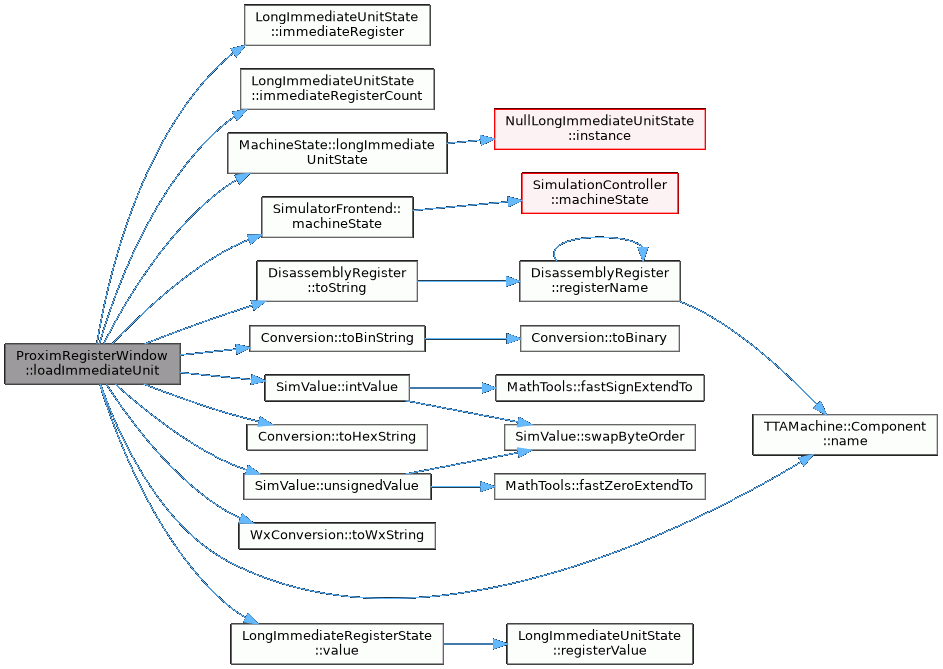 LongImmediateUnitState
::immediateRegister
LongImmediateUnitState
::immediateRegisterCount
MachineState::longImmediate
UnitState
NullLongImmediateUnitState
::instance
SimulatorFrontend::
machineState
SimulationController
::machineState
DisassemblyRegister
::toString
DisassemblyRegister
::registerName
ProximRegisterWindow
::loadImmediateUnit
Conversion::toBinString
Conversion::toBinary
SimValue::intValue
MathTools::fastSignExtendTo
Conversion::toHexString
SimValue::swapByteOrder
TTAMachine::Component
::name
SimValue::unsignedValue
MathTools::fastZeroExtendTo
WxConversion::toWxString
LongImmediateRegisterState
::value
LongImmediateUnitState
::registerValue